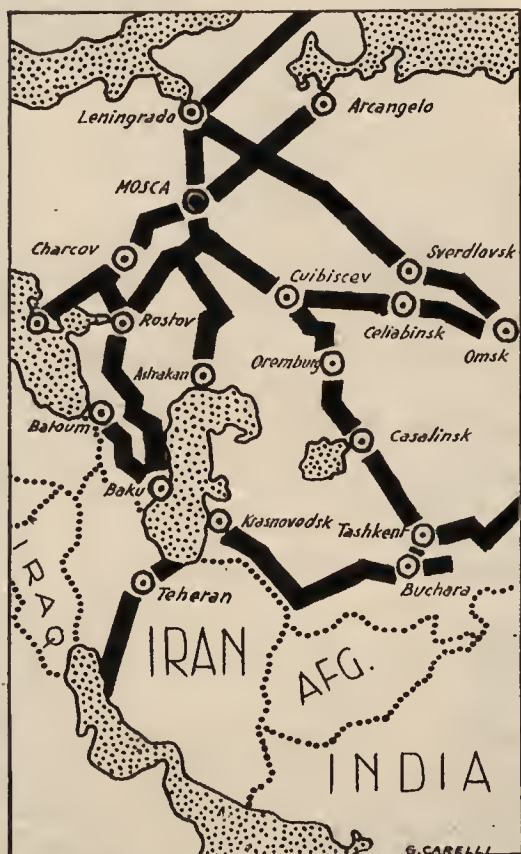 Leningrado
Arcangelo
MOSCA
Charcov
Sverdlovsk
Cuibiscev
Rostov
Celiabinsk
Omsk
Oremburg
Astrakan
Batoum
Casalinsk
Baku
Krasnovodsk
Tashkent
Teheran
Buchara
IRAQ
IRAN
AFG.
INDIA
G. CARELLI